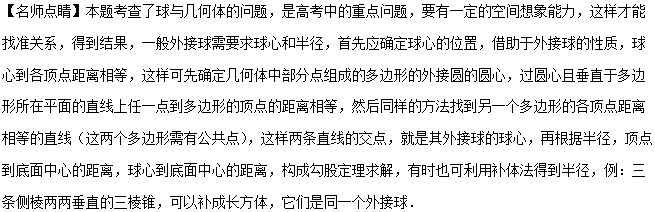 【名师点睛】本题考查了球与几何体的问题，是高考中的重点问题，要有一定的空间想象能力，这样才能
找准关系，得到结果，一般外接球需要求球心和半径，首先应确定球心的位置，借助于外接球的性质，球
心到各顶点距离相等，这样可先确定几何体中部分点组成的多边形的外接圆的圆心，过圆心且垂直于多边
形所在平面的直线上任一点到多边形的顶点的距离相等，然后同样的方法找到另一个多边形的各顶点距离
相等的直线（这两个多边形需有公共点），这样两条直线的交点，就是其外接球的球心，再根据半径，顶点
到底面中心的距离，球心到底面中心的距离，构成勾股定理求解，有时也可利用补体法得到半径，例：三
条侧棱两两垂直的三棱锥，可以补成长方体，它们是同一个外接球．